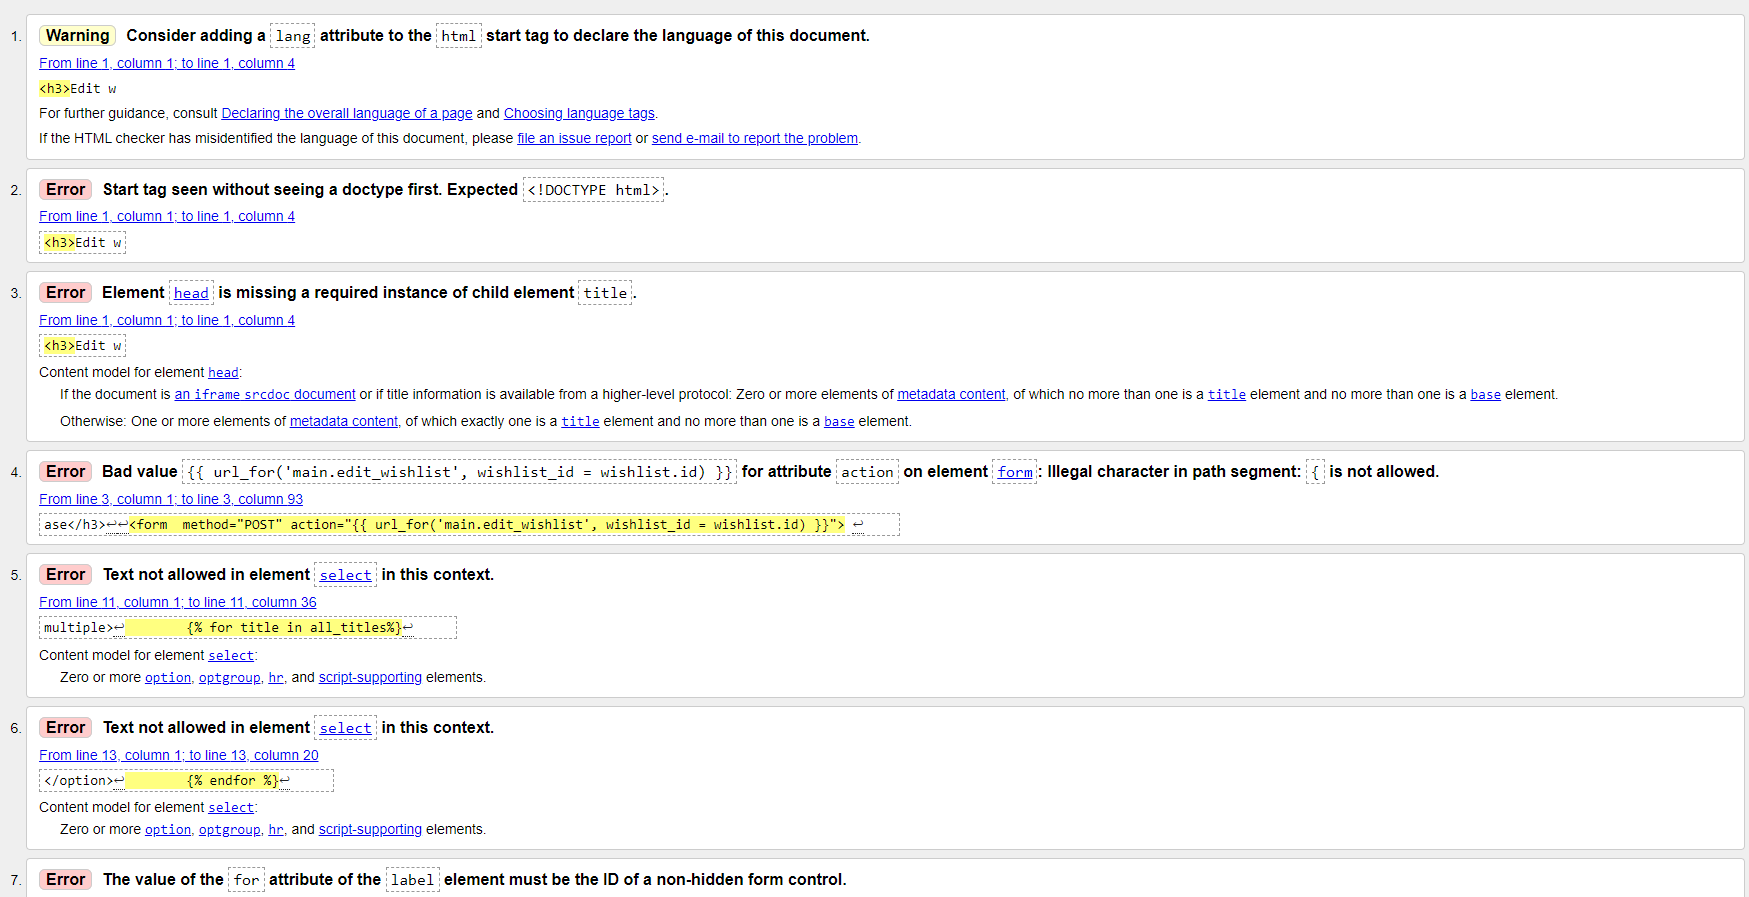 1. Warning Consider adding a lang attribute to the html start tag to declare the language of this document.
From line 1, column 1; to line 1, column 4
<h3>Edit w
For further guidance, consult Declaring the overall language of a page and Choosing language tags.
If the HTML checker has misidentified the language of this document, please file an issue report or send e-mail to report the problem.
2. Error Start tag seen without seeing a doctype first. Expected <!DOCTYPE html>.
From line 1, column 1; to line 1, column 4
<h3>Edit w
3. Error Element head is missing a required instance of child element title.
From line 1, column 1; to line 1, column 4
<h3>Edit w
Content model for element head:
If the document is an iframe srcdoc document or if title information is available from a higher-level protocol: Zero or more elements of metadata content, of which no more than one is a title element and no more than one is a base element.
Otherwise: One or more elements of metadata content, of which exactly one is a title element and no more than one is a base element.
4. Error Bad value {{ url_for('main.edit_wishlist', wishlist_id = wishlist.id) }} for attribute action on element form: Illegal character in path segment: { is not allowed.
From line 3, column 1; to line 3, column 93
ase</h3>↩↩<form  method="POST" action="{{ url_for('main.edit_wishlist', wishlist_id = wishlist.id) }}"> ↩
5. Error Text not allowed in element select in this context.
From line 11, column 1; to line 11, column 36
multiple>↩        {% for title in all_titles%}↩
Content model for element select:
Zero or more option, optgroup, hr, and script-supporting elements.
6. Error Text not allowed in element select in this context.
From line 13, column 1; to line 13, column 20
</option>↩        {% endfor %}↩
Content model for element select:
Zero or more option, optgroup, hr, and script-supporting elements.
7. Error The value of the for attribute of the label element must be the ID of a non-hidden form control.